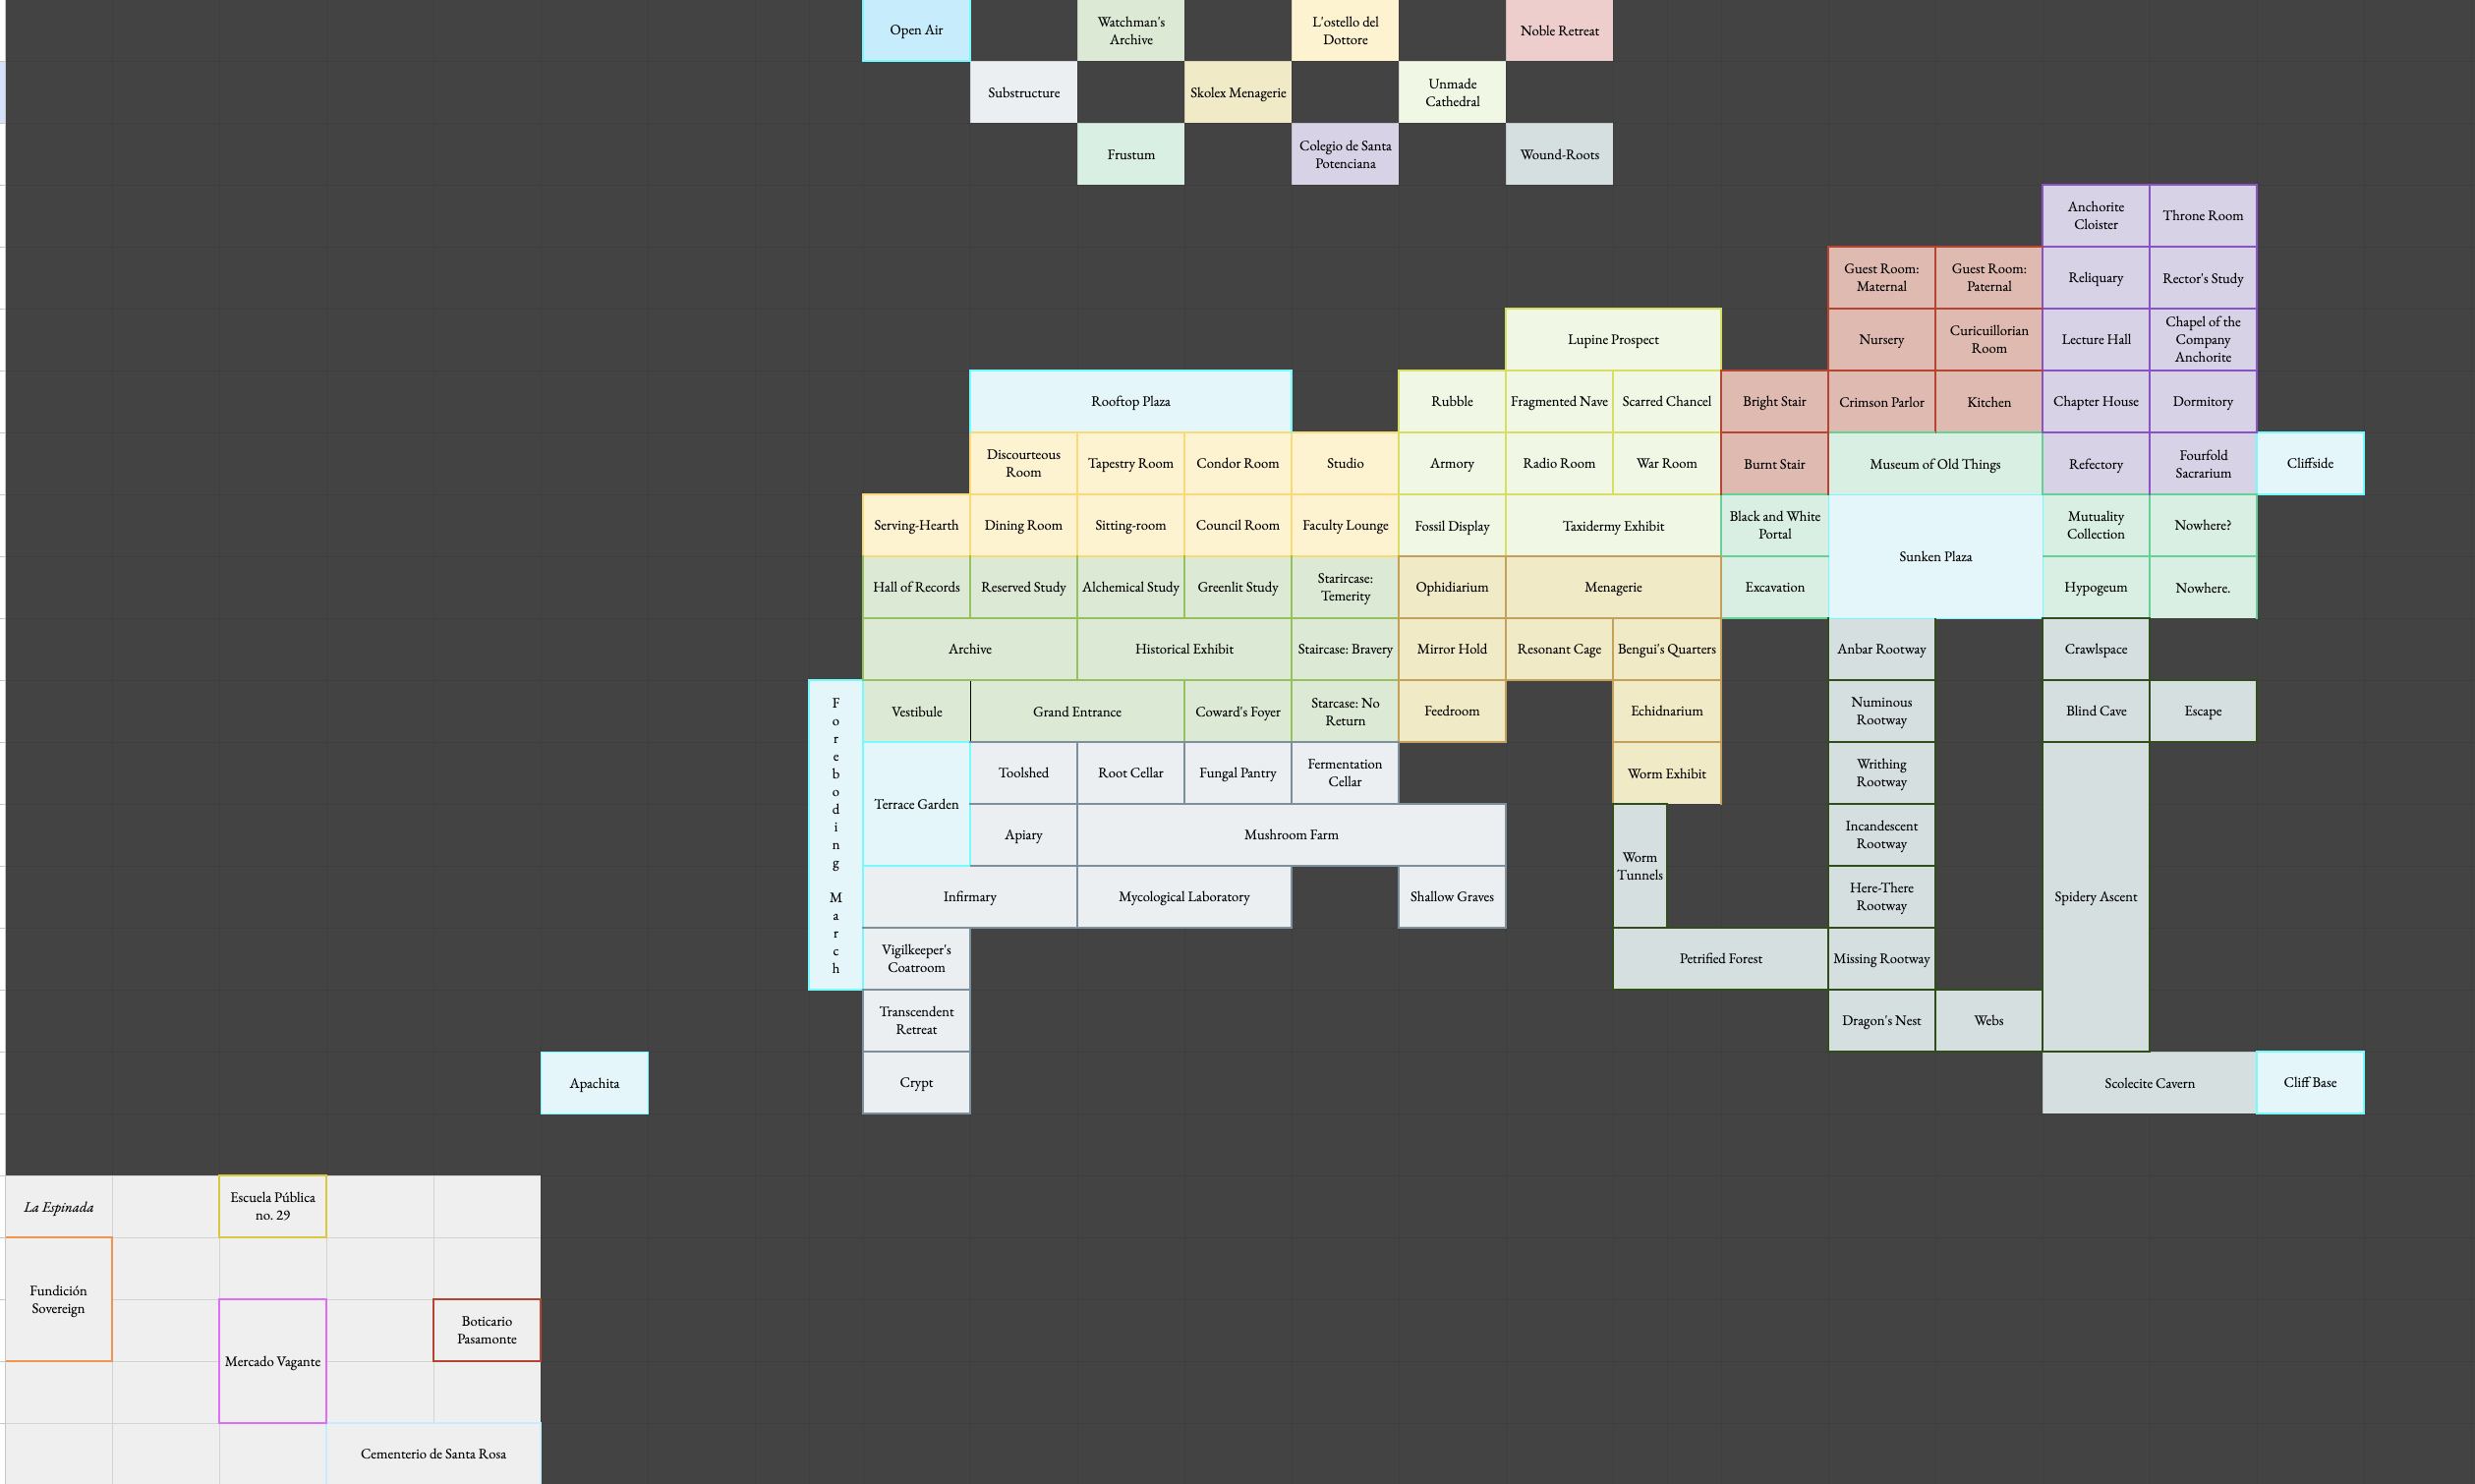 Open Air
Watchman's
Archive
L'ostello del
Dottore
Noble Retreat
Substructure
Skolex Menagerie
Unmade
Cathedral
Frustum
Colegio de Santa
Potenciana
Wound-Roots
Anchorite
Cloister
Throne Room
Guest Room:
Maternal
Guest Room:
Paternal
Reliquary
Rector's Study
Lupine Prospect
Nursery
Curicuillorian
Room
Lecture Hall
Chapel of the
Company
Anchorite
Rooftop Plaza
Rubble
Fragmented Nave
Scarred Chancel
Bright Stair
Crimson Parlor
Kitchen
Chapter House
Dormitory
Discourteous
Room
Tapestry Room
Condor Room
Studio
Armory
Radio Room
War Room
Burnt Stair
Museum of Old Things
Refectory
Fourfold
Sacrarium
Cliffside
Serving-Hearth
Dining Room
Sitting-room
Council Room
Faculty Lounge
Fossil Display
Taxidermy Exhibit
Black and White
Portal
Sunken Plaza
Mutuality
Collection
Nowhere?
Hall of Records
Reserved Study
Alchemical Study
Greenlit Study
Starircase:
Temerity
Ophidiarium
Menagerie
Excavation
Hypogeum
Nowhere.
Archive
Historical Exhibit
Staircase: Bravery
Mirror Hold
Resonant Cage
Bengui's Quarters
Anbar Rootway
Crawlspace
Foreboding March
Vestibule
Grand Entrance
Coward's Foyer
Starcase: No
Return
Feedroom
Echidnarium
Numinous
Rootway
Blind Cave
Escape
Terrace Garden
Toolshed
Root Cellar
Fungal Pantry
Fermentation
Cellar
Worm Exhibit
Writhing
Rootway
Apiary
Mushroom Farm
Worm
Tunnels
Incandescent
Rootway
Spidery Ascent
Infirmary
Mycological Laboratory
Shallow Graves
Here-There
Rootway
Vigilkeeper's
Coatroom
Petrified Forest
Missing Rootway
Transcendent
Retreat
Dragon's Nest
Webs
Apachita
Crypt
Scolecite Cavern
Cliff Base
La Espinada
Escuela Pública
no. 29
Fundición
Sovereign
Mercado Vagante
Boticario
Pasamonte
Cementerio de Santa Rosa